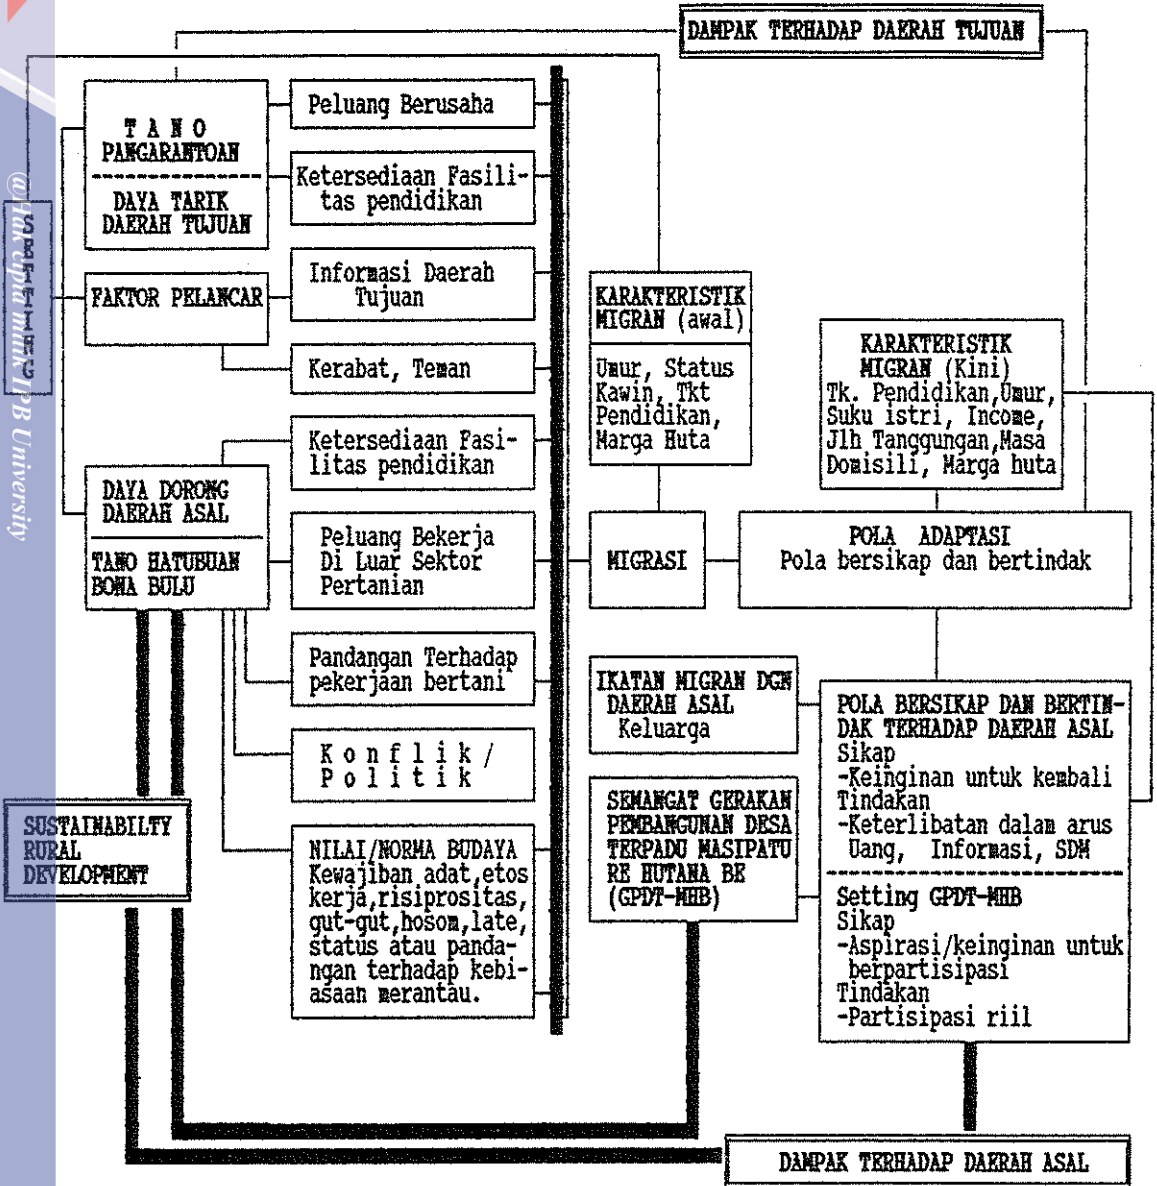 DAMPAK TERHADAP DAERAH TUJUAN
T A N O
PANGARANTOAN
DAYA TARIK
DAERAH TUJUAN
Peluang Berusaha
Ketersediaan Fasili-
tas pendidikan
SETTING
@Hak cipta milik IPB University
FAKTOR PELANCAR
Informasi Daerah
Tujuan
Kerabat, Teman
KARAKTERISTIK
MIGRAN (awal)
Umur, Status
Kawin, Tkt
Pendidikan,
Marga Huta
KARAKTERISTIK
MIGRAN (Kini)
Tk. Pendidikan,Umur,
Suku istri, Income,
Jlh Tanggungan,Masa
Domisili, Marga huta
DAYA DORONG
DAERAH ASAL
TANO HATUBUAN
BONA BULU
Ketersediaan Fasi-
litas pendidikan
Peluang Bekerja
Di Luar Sektor
Pertanian
MIGRASI
POLA ADAPTASI
Pola bersikap dan bertindak
Pandangan Terhadap
pekerjaan bertani
K o n f l i k /
P o l i t i k
IKATAN MIGRAN DGN
DAERAH ASAL
Keluarga
POLA BERSIKAP DAN BERTIN-
DAK TERHADAP DAERAH ASAL
Sikap
-Keinginan untuk kembali
Tindakan
-Keterlibatan dalam arus
Uang, Informasi, SDM
Setting GPDT-MHB
Sikap
-Aspirasi/keinginan untuk
berpartisipasi
Tindakan
-Partisipasi riil
SEMANGAT GERAKAN
PEMBANGUNAN DESA
TERPADU MASIPATU
RE HUTANA BE
(GPDT-MHB)
SUSTAINABILTY
RURAL
DEVELOPMENT
NILAI/NORMA BUDAYA
Kewajiban adat,etos
kerja,risiprositas,
gut-gut,hosom,late,
status atau panda-
ngan terhadap kebi-
asaan merantau.
DAMPAK TERHADAP DAERAH ASAL